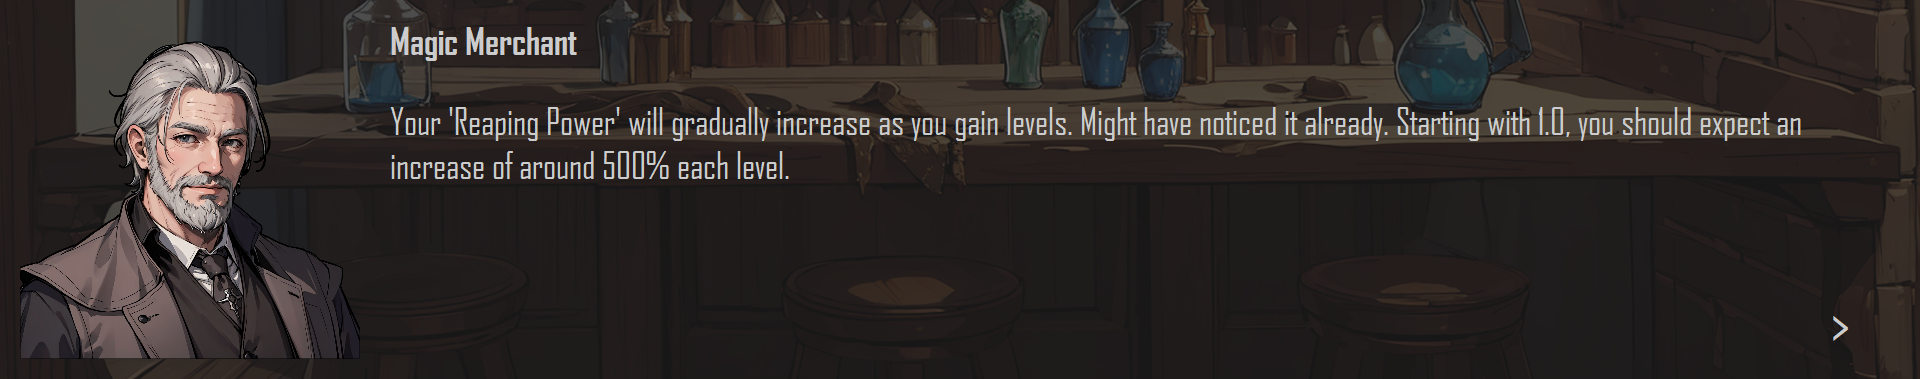 Magic Merchant
Your 'Reaping Power' will gradually increase as you gain levels. Might have noticed it already. Starting with 1.0, you should expect an
increase of around 500% each level.
>